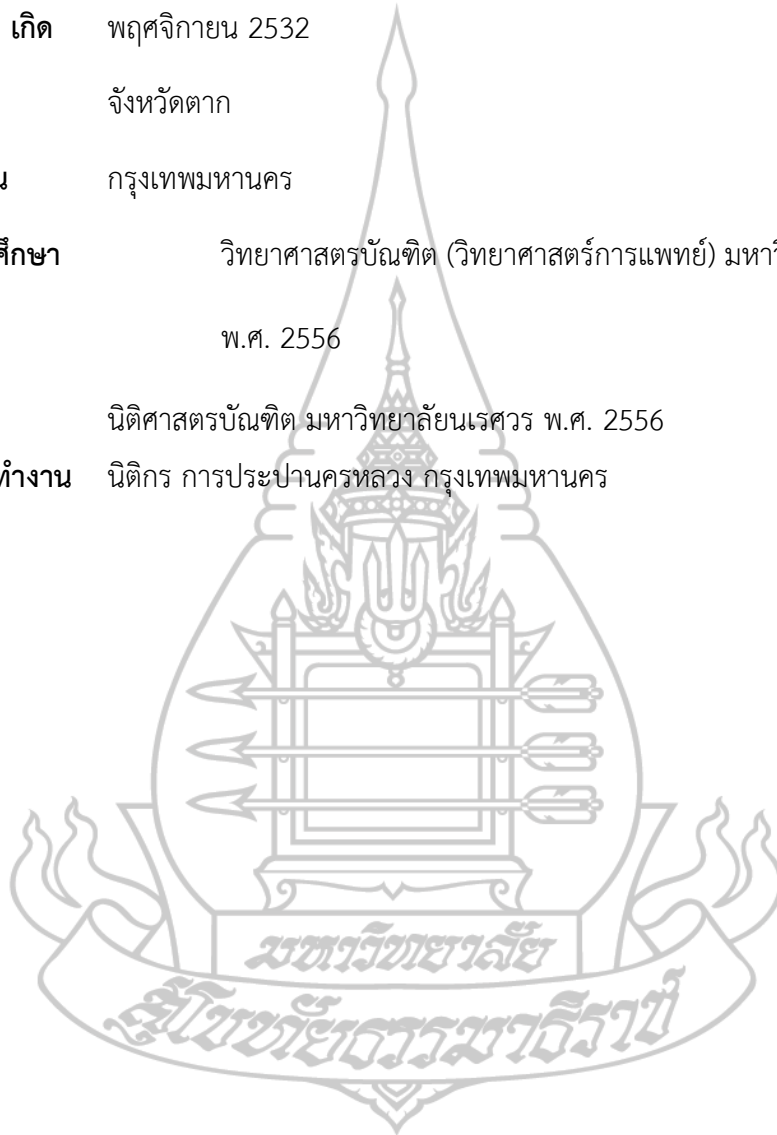 เกิด พฤศจิกายน 2532
จังหวัดตาก
กรุงเทพมหานคร
วิทยาศาสตรบัณฑิต (วิทยาศาสตร์การแพทย์)
พ.ศ. 2556
นิติศาสตรบัณฑิต มหาวิทยาลัยนเรศวร พ.ศ. 2556
ทำงาน นิติกร การประปานครหลวง กรุงเทพมหานคร
มหาวิทยาลัย
สุโขทัยธรรมาธิราช